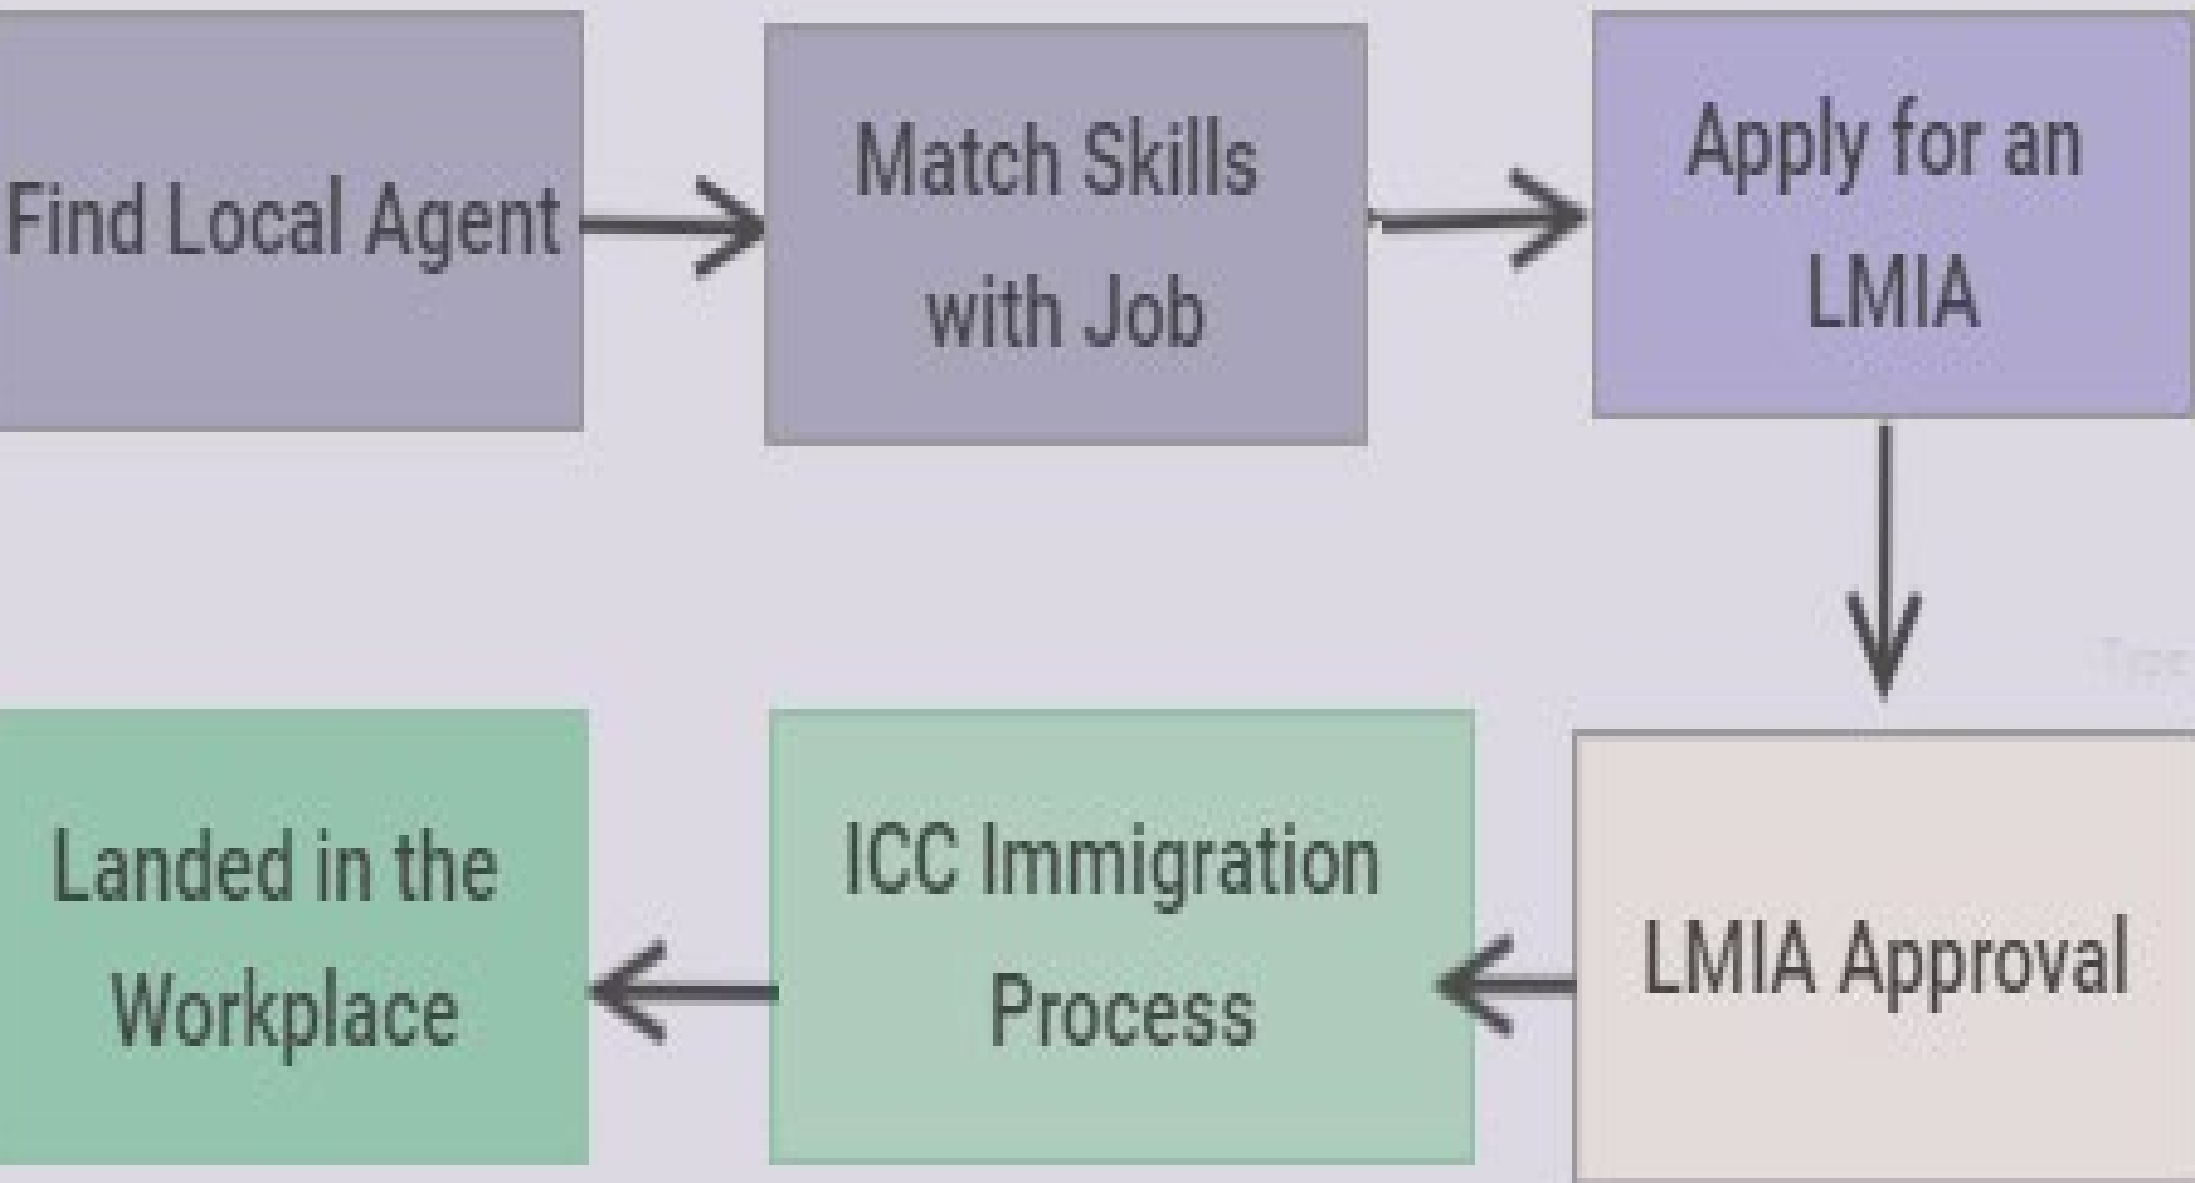 Find Local Agent
Match Skills
with Job
Apply for an
LMIA
LMIA Approval
ICC Immigration
Process
Landed in the
Workplace